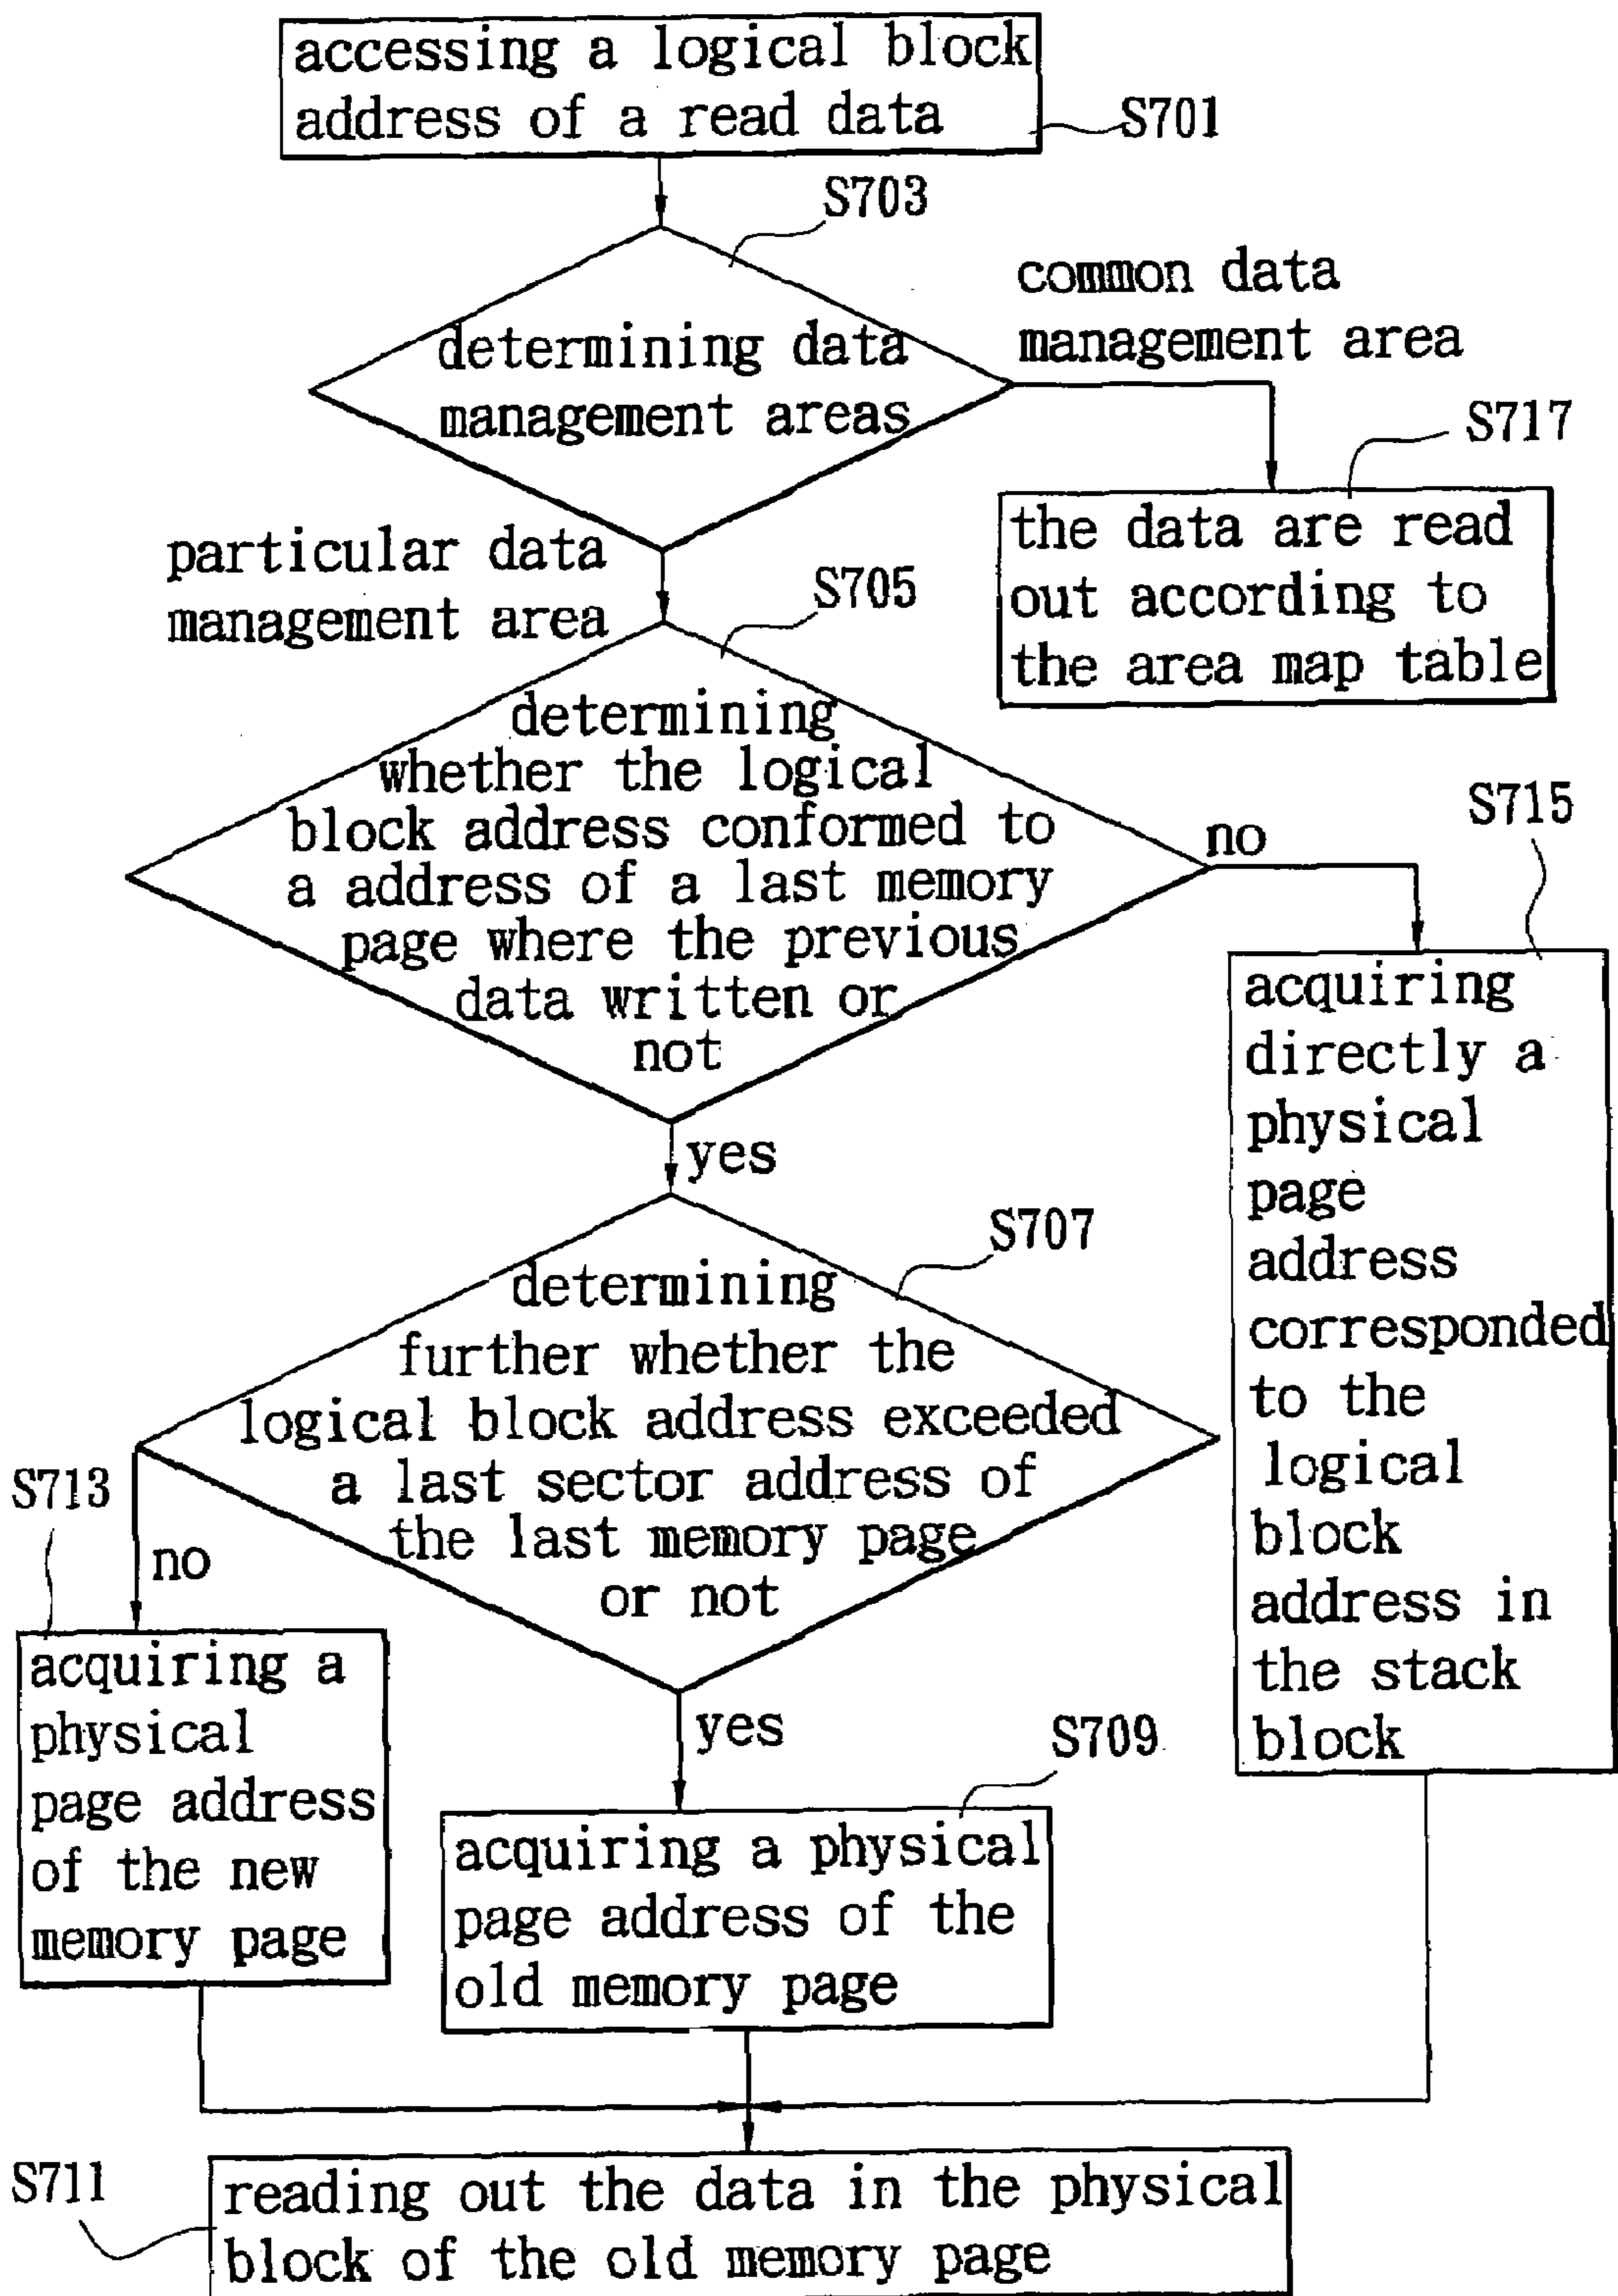 accessing a logical block
address of a read data
S701
S703
determining data
management areas
common data
management area
S717
the data are read
out according to
the area map table
particular data
management area
S705
determining
whether the logical
block address conformed to
a address of a last memory
page where the previous
data written or
not
no
S715
acquiring
directly a
physical
page
address
corresponded
to the
logical
block
address in
the stack
block
yes
S707
determining
further whether the
logical block address exceeded
a last sector address of
the last memory page
or not
S713
no
acquiring a
physical
page address
of the new
memory page
yes
S709
acquiring a physical
page address of the
old memory page
S711
reading out the data in the physical
block of the old memory page